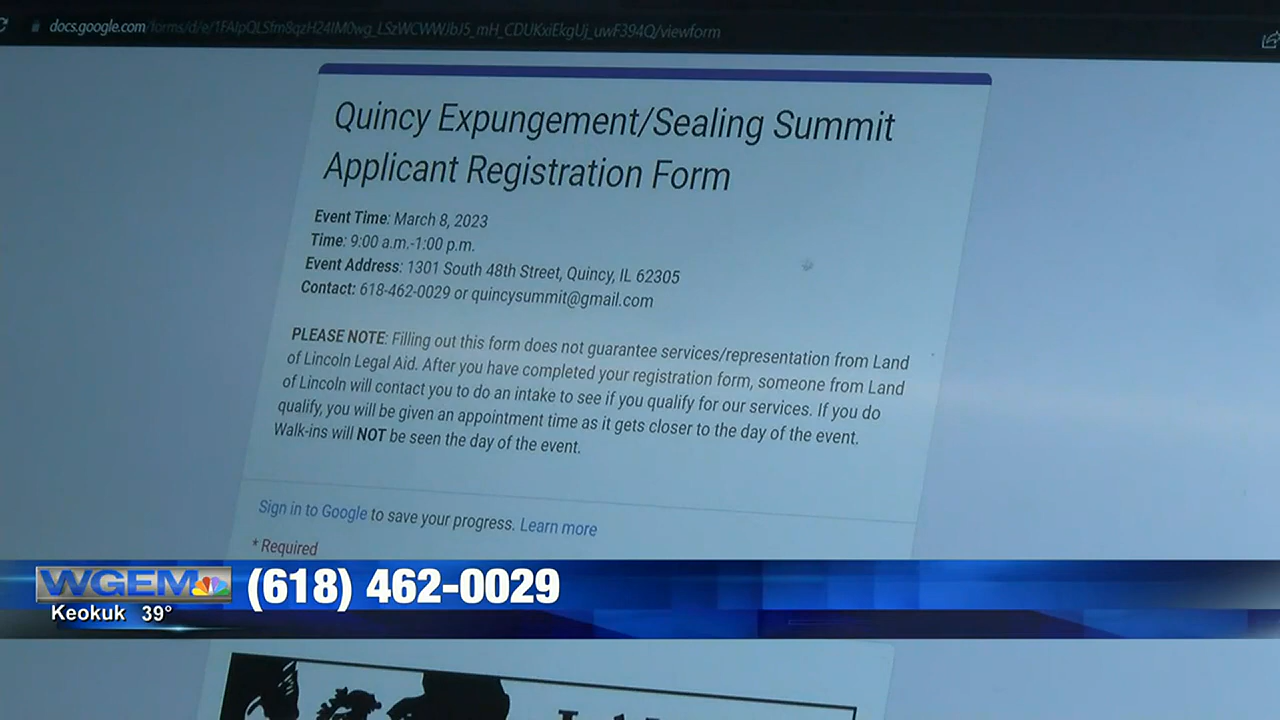 docs.google.com
Quincy Expungement/Sealing Summit
Applicant Registration Form
Event Time: March 8, 2023
Time: 9:00 a.m.-1:00 p.m.
Event Address: 1301 South 48th Street, Quincy, IL 62305
Contact: 618-462-0029 or quincysummit@gmail.com
PLEASE NOTE: Filling out this form does not guarantee services/representation from Land
of Lincoln Legal Aid. After you have completed your registration form, someone from Land
of Lincoln will contact you to do an intake to see if you qualify for our services. If you do
qualify, you will be given an appointment time as it gets closer to the day of the event.
Walk-ins will NOT be seen the day of the event.
Sign in to Google to save your progress. Learn more
* Required
WGEM (618) 462-0029
Keokuk 39°